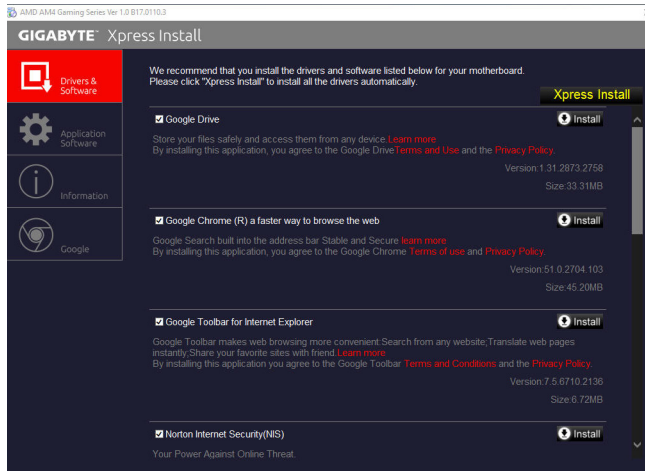 AMD AM4 Gaming Series Ver 1.0 B17.0110.3
GIGABYTE™ Xpress Install
Drivers &
Software
Application
Software
Information
Google
We recommend that you install the drivers and software listed below for your motherboard.
Please click "Xpress Install" to install all the drivers automatically.
Xpress Install
Google Drive
Install
Store your files safely and access them from any device.Learn more
By installing this application, you agree to the Google DriveTerms and Use and the Privacy Policy.
Version:1.31.2873.2758
Size:33.31MB
Google Chrome (R) a faster way to browse the web
Install
Google Search built into the address bar Stable and Secure learn more
By installing this application, you agree to the Google Chrome Terms of use and Privacy Policy.
Version:51.0.2704.103
Size:45.20MB
Google Toolbar for Internet Explorer
Install
Google Toolbar makes web browsing more convenient:Search from any website;Translate web pages
instantly;Share your favorite sites with friend.Learn more
By installing this application you agree to the Google Toolbar Terms and Conditions and the Privacy Policy.
Version:7.5.6710.2136
Size:6.72MB
Norton Internet Security(NIS)
Install
Your Power Against Online Threat.